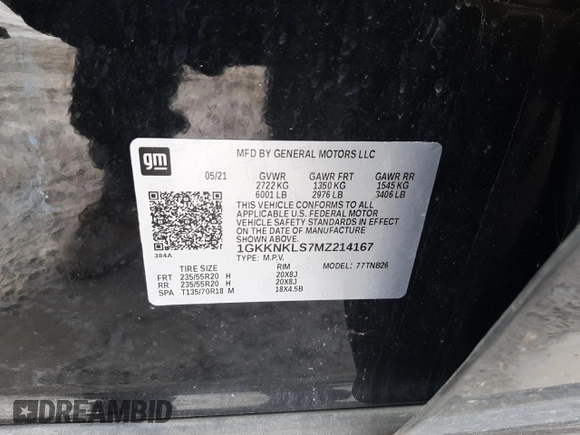 gm
MFD BY GENERAL MOTORS LLC
05/21 GVWR GAWR FRT GAWR RR
2722 KG 1350 KG 1545 KG
6001 LB 2976 LB 3406 LB
THIS VEHICLE CONFORMS TO ALL
APPLICABLE U.S. FEDERAL MOTOR
VEHICLE SAFETY STANDARDS IN EFFECT
ON THE DATE OF MANUFACTURE
SHOWN ABOVE.
384A
1GKKNKLS7MZ214167
TYPE: M.P.V. MODEL: 77TNB26
TIRE SIZE RIM
FRT 235/55R20 H 20X8J
RR 235/55R20 H 20X8J
SPA T135/70R18 M 18X4.5B
DREAMBID